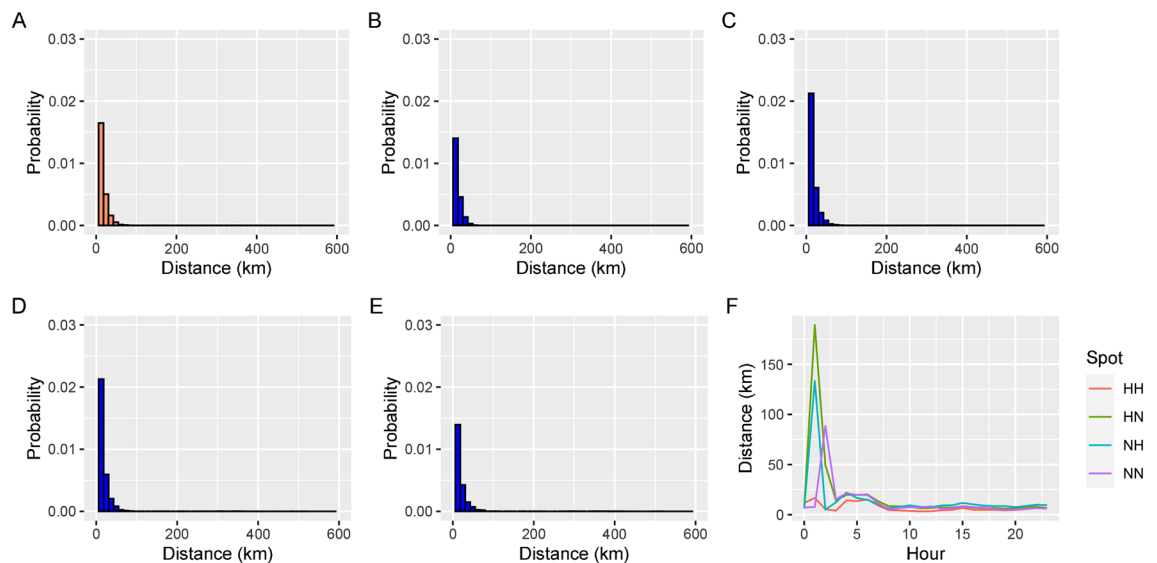 A
0.03
0.02
0.01
0.00
Probability
0 200 400 600
Distance (km)
B
0.03
0.02
0.01
0.00
Probability
0 200 400 600
Distance (km)
C
0.03
0.02
0.01
0.00
Probability
0 200 400 600
Distance (km)
D
0.03
0.02
0.01
0.00
Probability
0 200 400 600
Distance (km)
E
0.03
0.02
0.01
0.00
Probability
0 200 400 600
Distance (km)
F
150
100
50
0
Distance (km)
0 5 10 15 20
Hour
Spot
HH
HN
NH
NN